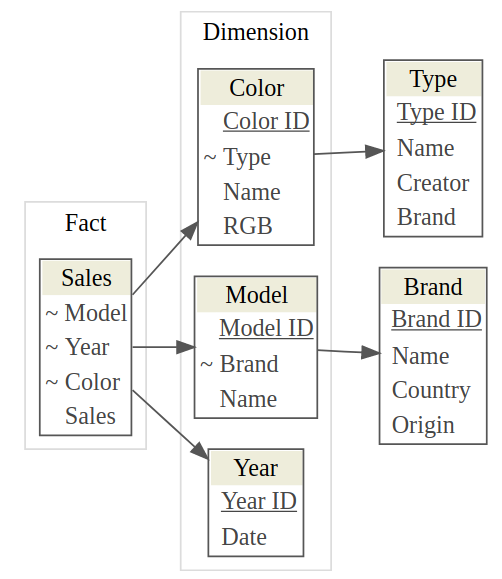 Fact
Sales
~ Model
~ Year
~ Color
Sales
Dimension
Color
Color ID
~ Type
Name
RGB
Model
Model ID
~ Brand
Name
Year
Year ID
Date
Type
Type ID
Name
Creator
Brand
Brand
Brand ID
Name
Country
Origin